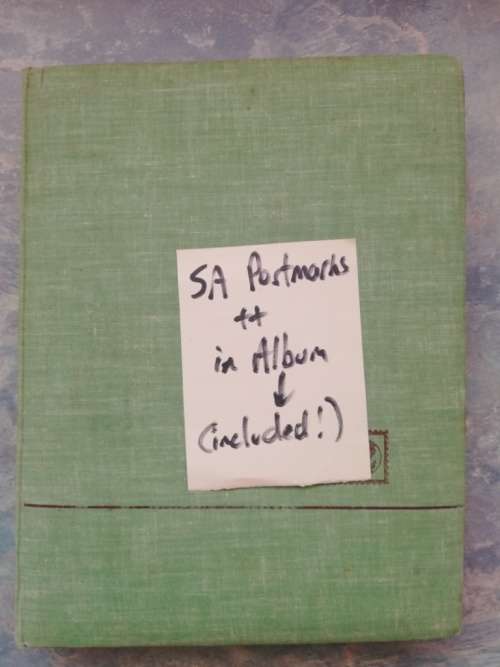 SA Postmarks
++
in Album
↓
(included!)